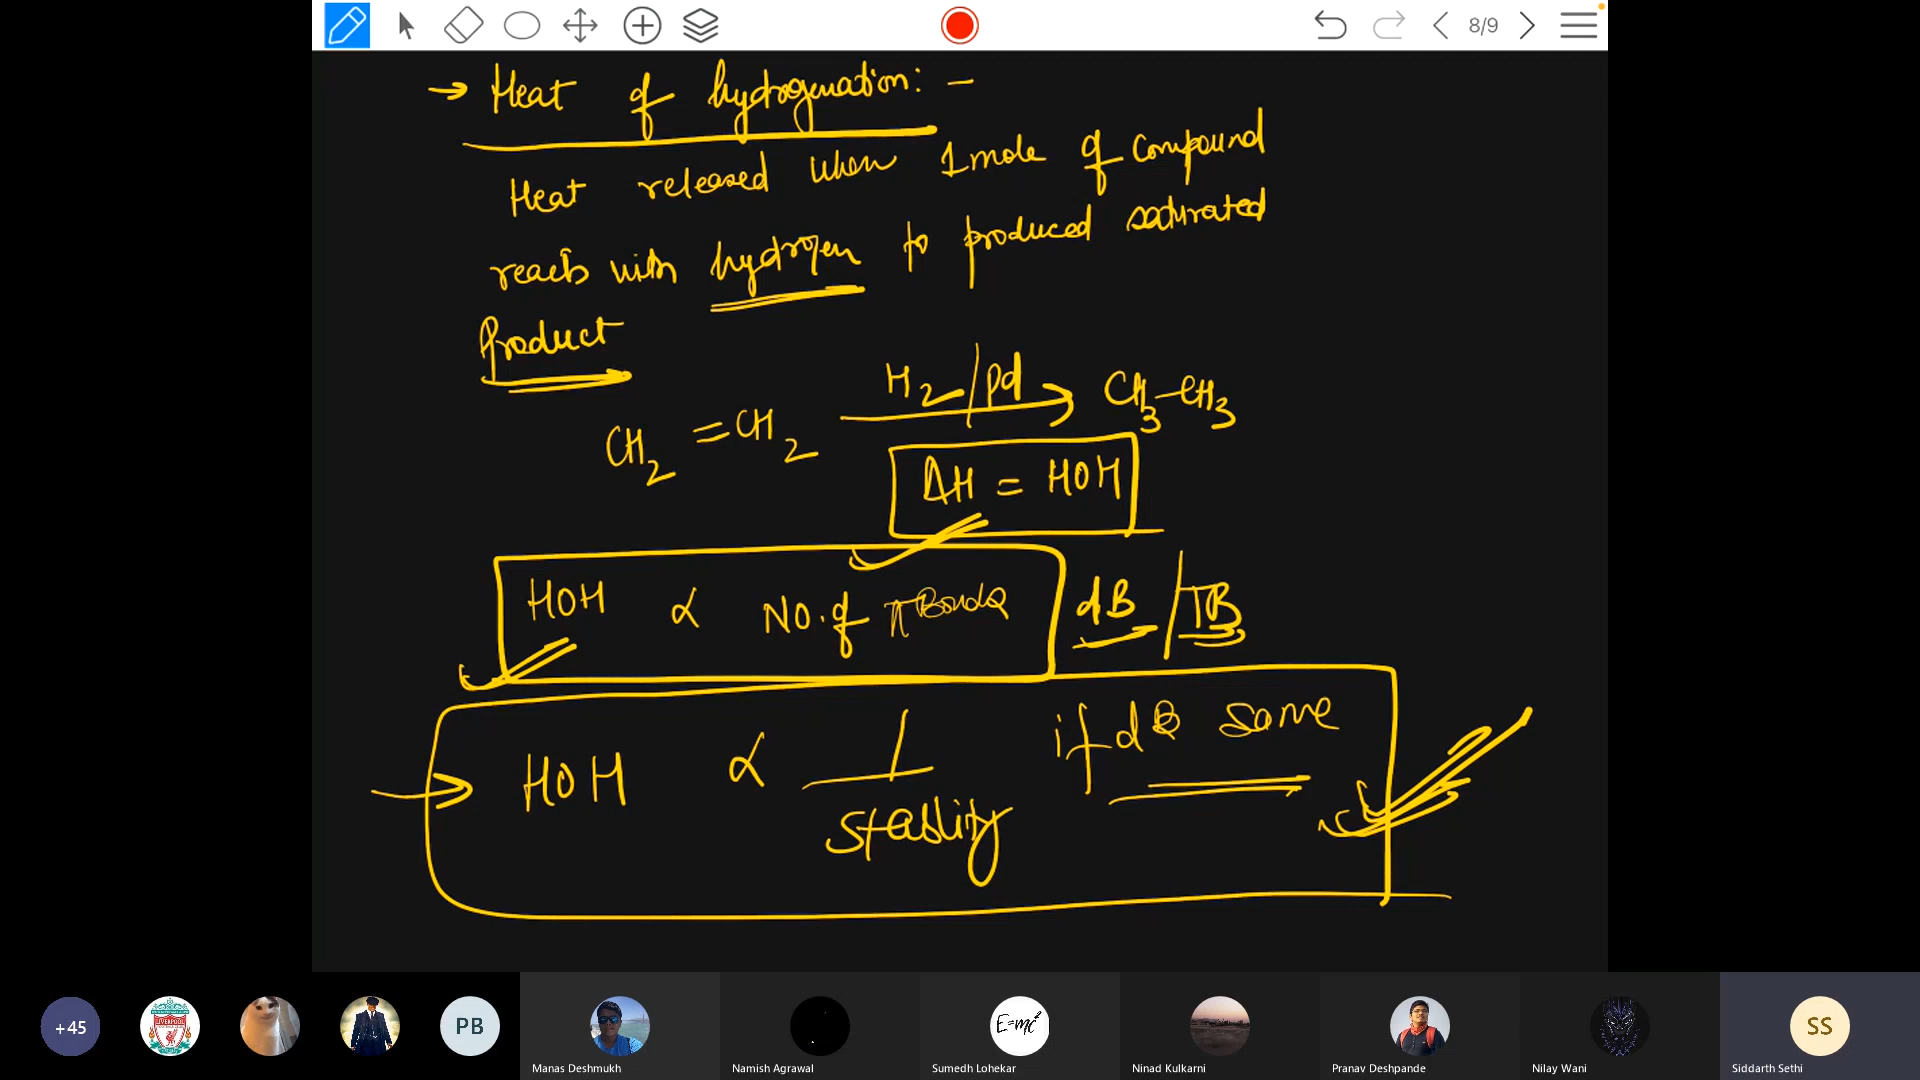 8/9
→ Heat of hydrogenation: -
Heat released when 1 mole of compound
reacts with hydrogen to produced saturated
Product
CH2 = CH2 H2/Pd → CH3-CH3
ΔH = HOH
HOH ∝ NO. of π Bonds dB / TB
→ HOH ∝ 1/stablity if dB same
+45
LIVERPOOL
PB
E=mc²
SS
Manas Deshmukh
Namish Agrawal
Sumedh Lohekar
Ninad Kulkarni
Pranav Deshpande
Nilay Wani
Siddarth Sethi